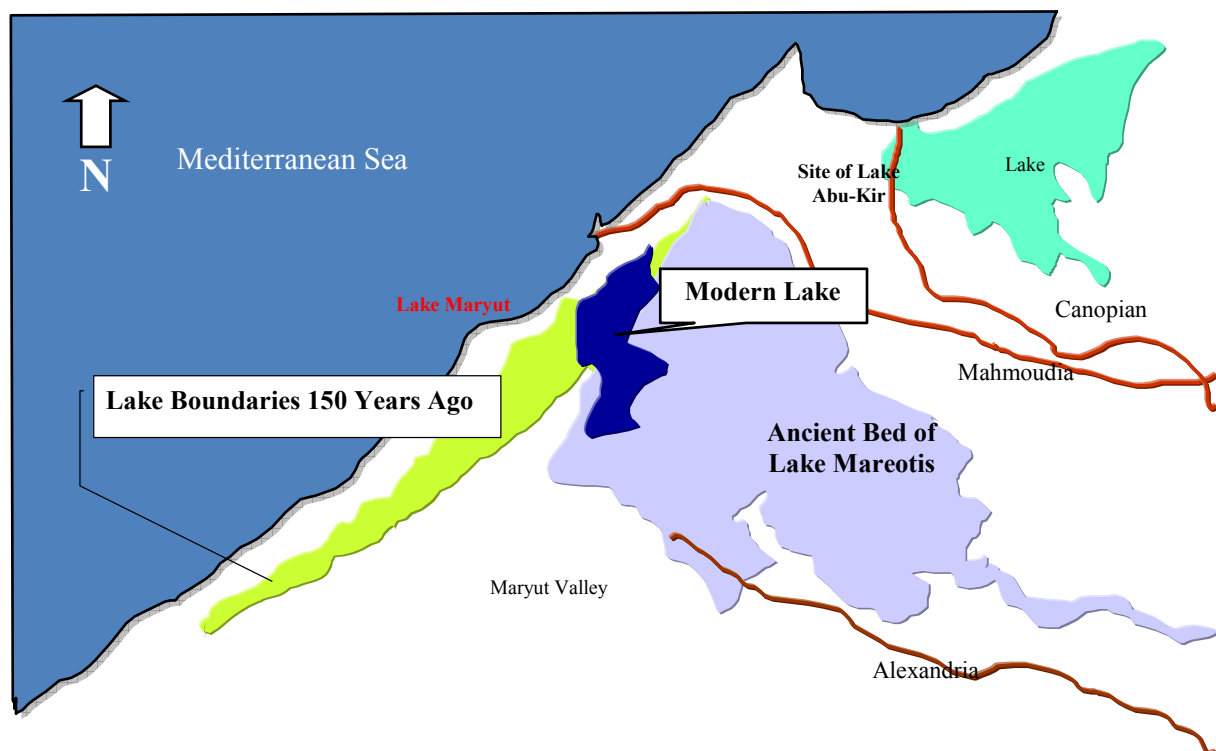 N
Mediterranean Sea
Site of Lake
Abu-Kir
Lake
Lake Maryut
Modern Lake
Canopian
Mahmoudia
Lake Boundaries 150 Years Ago
Ancient Bed of
Lake Mareotis
Maryut Valley
Alexandria